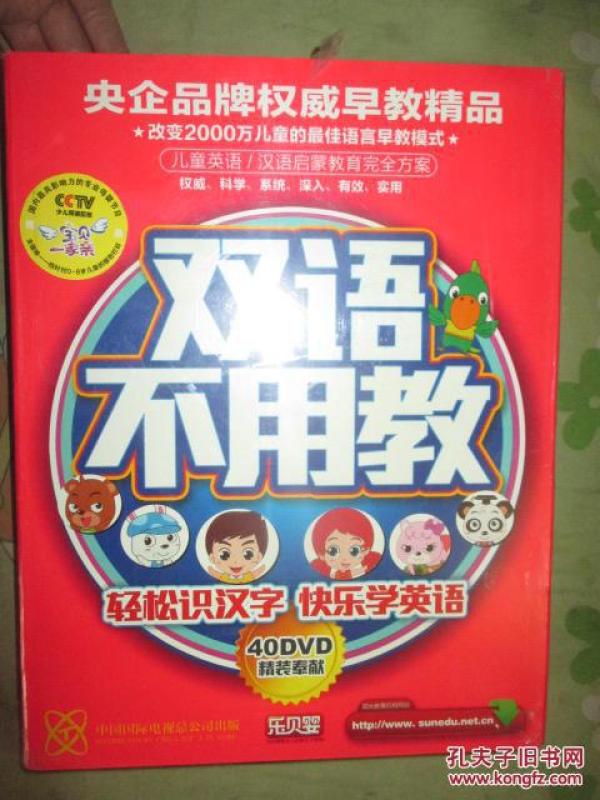 央企品牌权威早教精品
★改变2000万儿童的最佳语言早教模式★
儿童英语/汉语启蒙教育完全方案
权威、科学、系统、深入、有效、实用
CCTV
双语
不用教
轻松识汉字 快乐学英语
40DVD
精装奉献
中国国际电视总公司出版
乐贝婴
http://www.sunedu.net.cn
孔夫子旧书网
www.kongfz.com